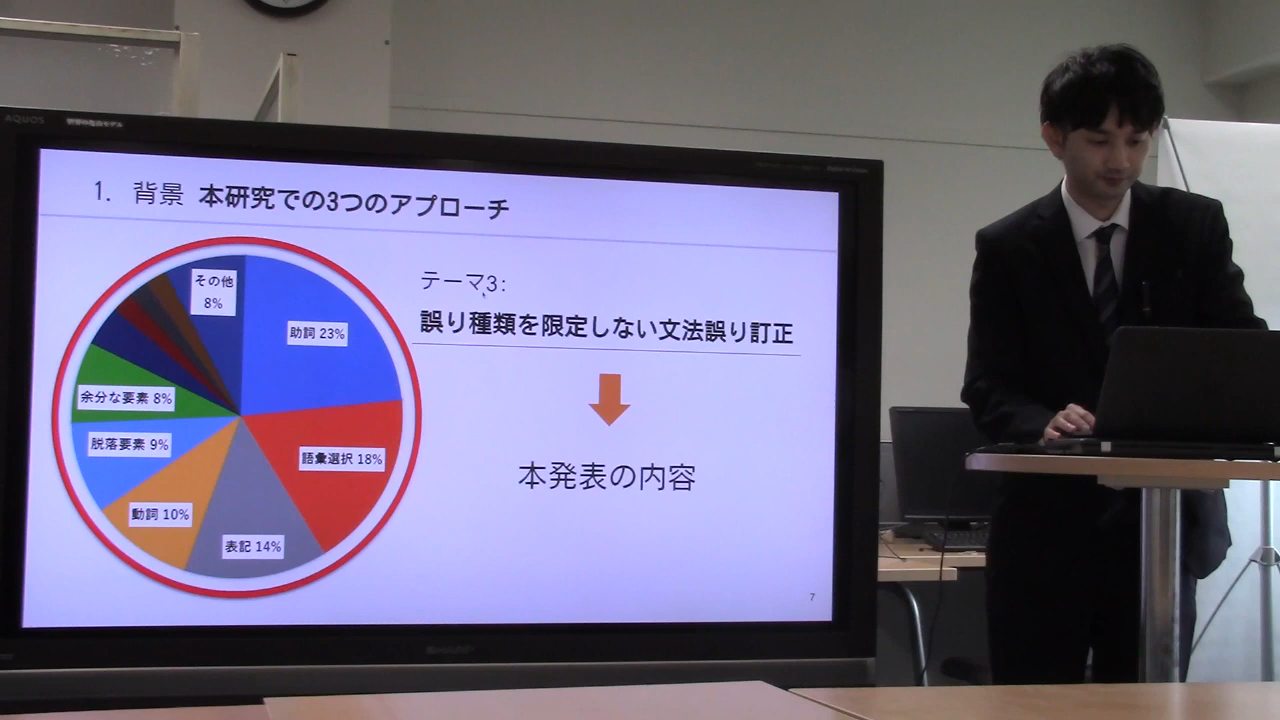 AQUOS
1. 背景 本研究での3つのアプローチ
テーマ3:
誤り種類を限定しない文法誤り訂正
本発表の内容
その他
8%
助詞 23%
余分な要素 8%
脱落要素 9%
語彙選択 18%
動詞 10%
表記 14%
7
SHARP